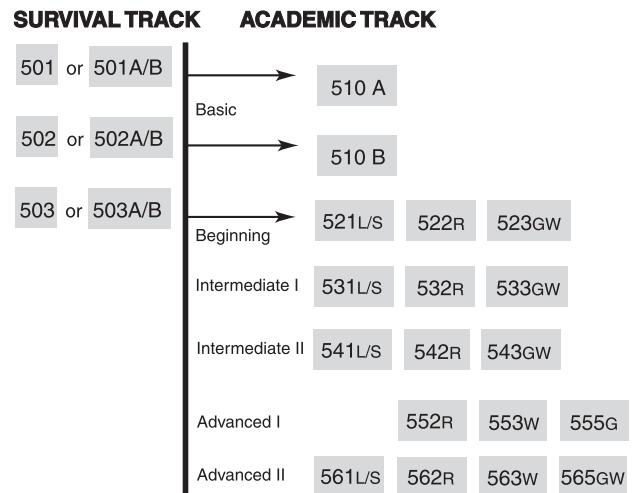 SURVIVAL TRACK ACADEMIC TRACK
501 or 501A/B
510 A
Basic
502 or 502A/B
510 B
503 or 503A/B
521L/S 522R 523GW
Beginning
Intermediate I 531L/S 532R 533GW
Intermediate II 541L/S 542R 543GW
Advanced I 552R 553W 555G
Advanced II 561L/S 562R 563W 565GW